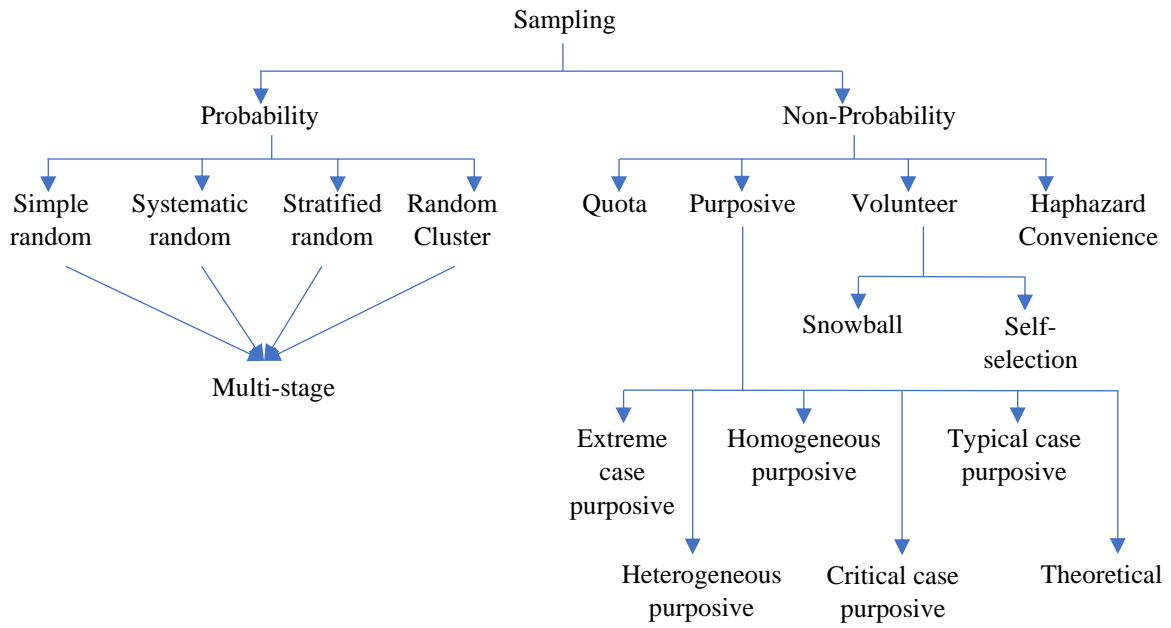 Sampling
Probability
Non-Probability
Simple
random
Systematic
random
Stratified
random
Random
Cluster
Quota
Purposive
Volunteer
Haphazard
Convenience
Snowball
Self-
selection
Multi-stage
Extreme
case
purposive
Homogeneous
purposive
Typical case
purposive
Heterogeneous
purposive
Critical case
purposive
Theoretical